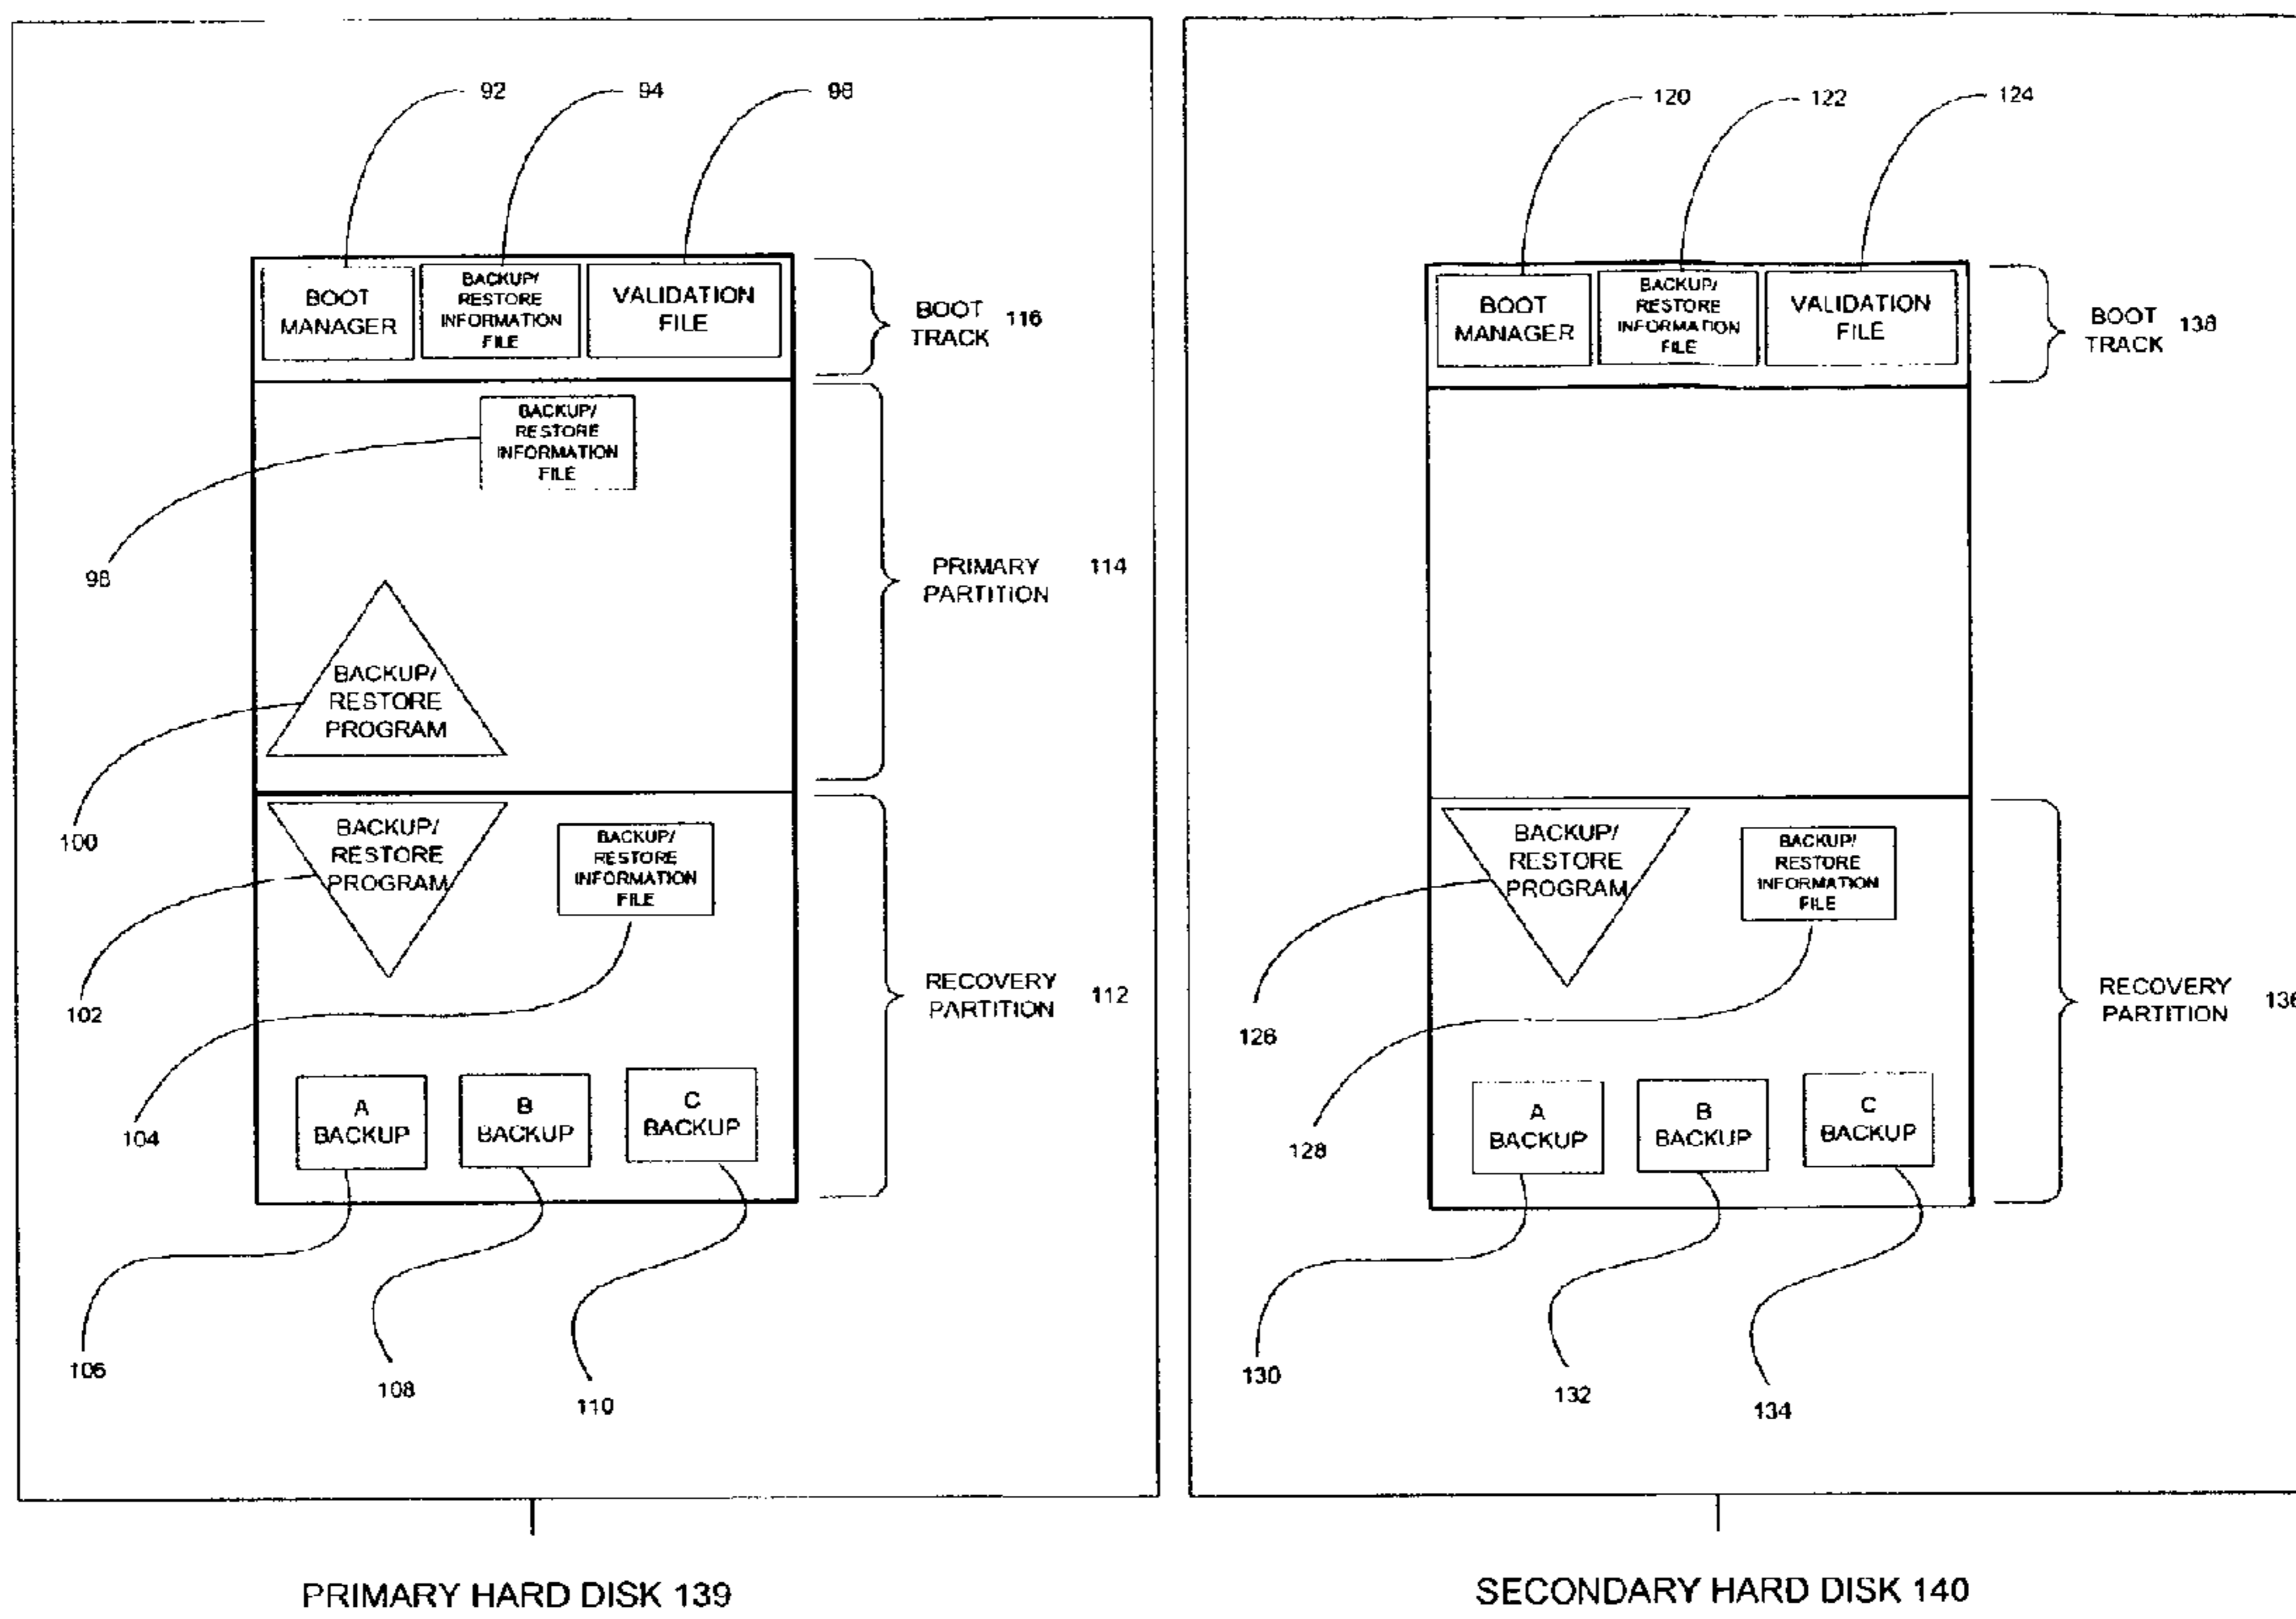 92
94
98
BOOT
MANAGER
BACKUP/
RESTORE
INFORMATION
FILE
VALIDATION
FILE
BOOT
TRACK
116
BACKUP/
RESTORE
INFORMATION
FILE
98
PRIMARY
PARTITION
114
BACKUP/
RESTORE
PROGRAM
100
BACKUP/
RESTORE
PROGRAM
BACKUP/
RESTORE
INFORMATION
FILE
102
RECOVERY
PARTITION
112
104
A
BACKUP
B
BACKUP
C
BACKUP
106
108
110
PRIMARY HARD DISK 139
120
122
124
BOOT
MANAGER
BACKUP/
RESTORE
INFORMATION
FILE
VALIDATION
FILE
BOOT
TRACK
138
BACKUP/
RESTORE
PROGRAM
BACKUP/
RESTORE
INFORMATION
FILE
126
RECOVERY
PARTITION
136
128
A
BACKUP
B
BACKUP
C
BACKUP
130
132
134
SECONDARY HARD DISK 140